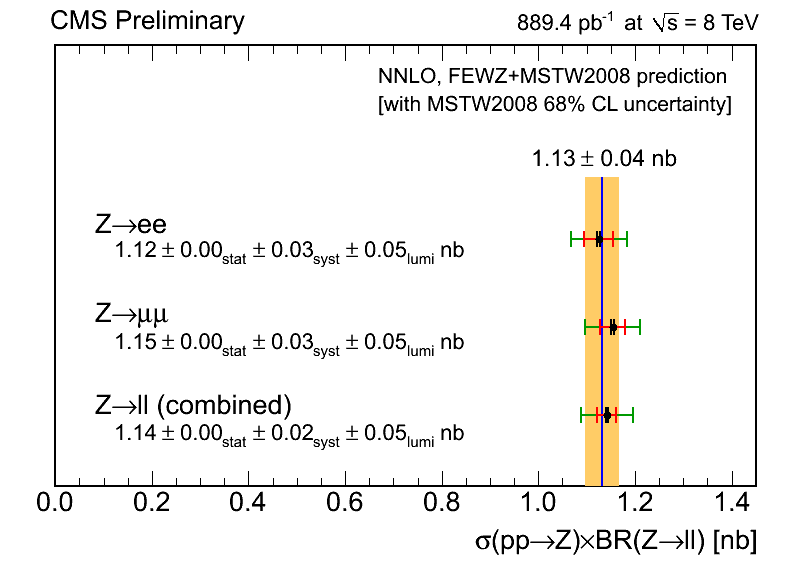 CMS Preliminary
889.4 pb⁻¹ at √s = 8 TeV
NNLO, FEWZ+MSTW2008 prediction
[with MSTW2008 68% CL uncertainty]
1.13 ± 0.04 nb
Z→ee
1.12 ± 0.00stat ± 0.03syst ± 0.05lumi nb
Z→μμ
1.15 ± 0.00stat ± 0.03syst ± 0.05lumi nb
Z→ll (combined)
1.14 ± 0.00stat ± 0.02syst ± 0.05lumi nb
0.0 0.2 0.4 0.6 0.8 1.0 1.2 1.4
σ(pp→Z)×BR(Z→ll) [nb]